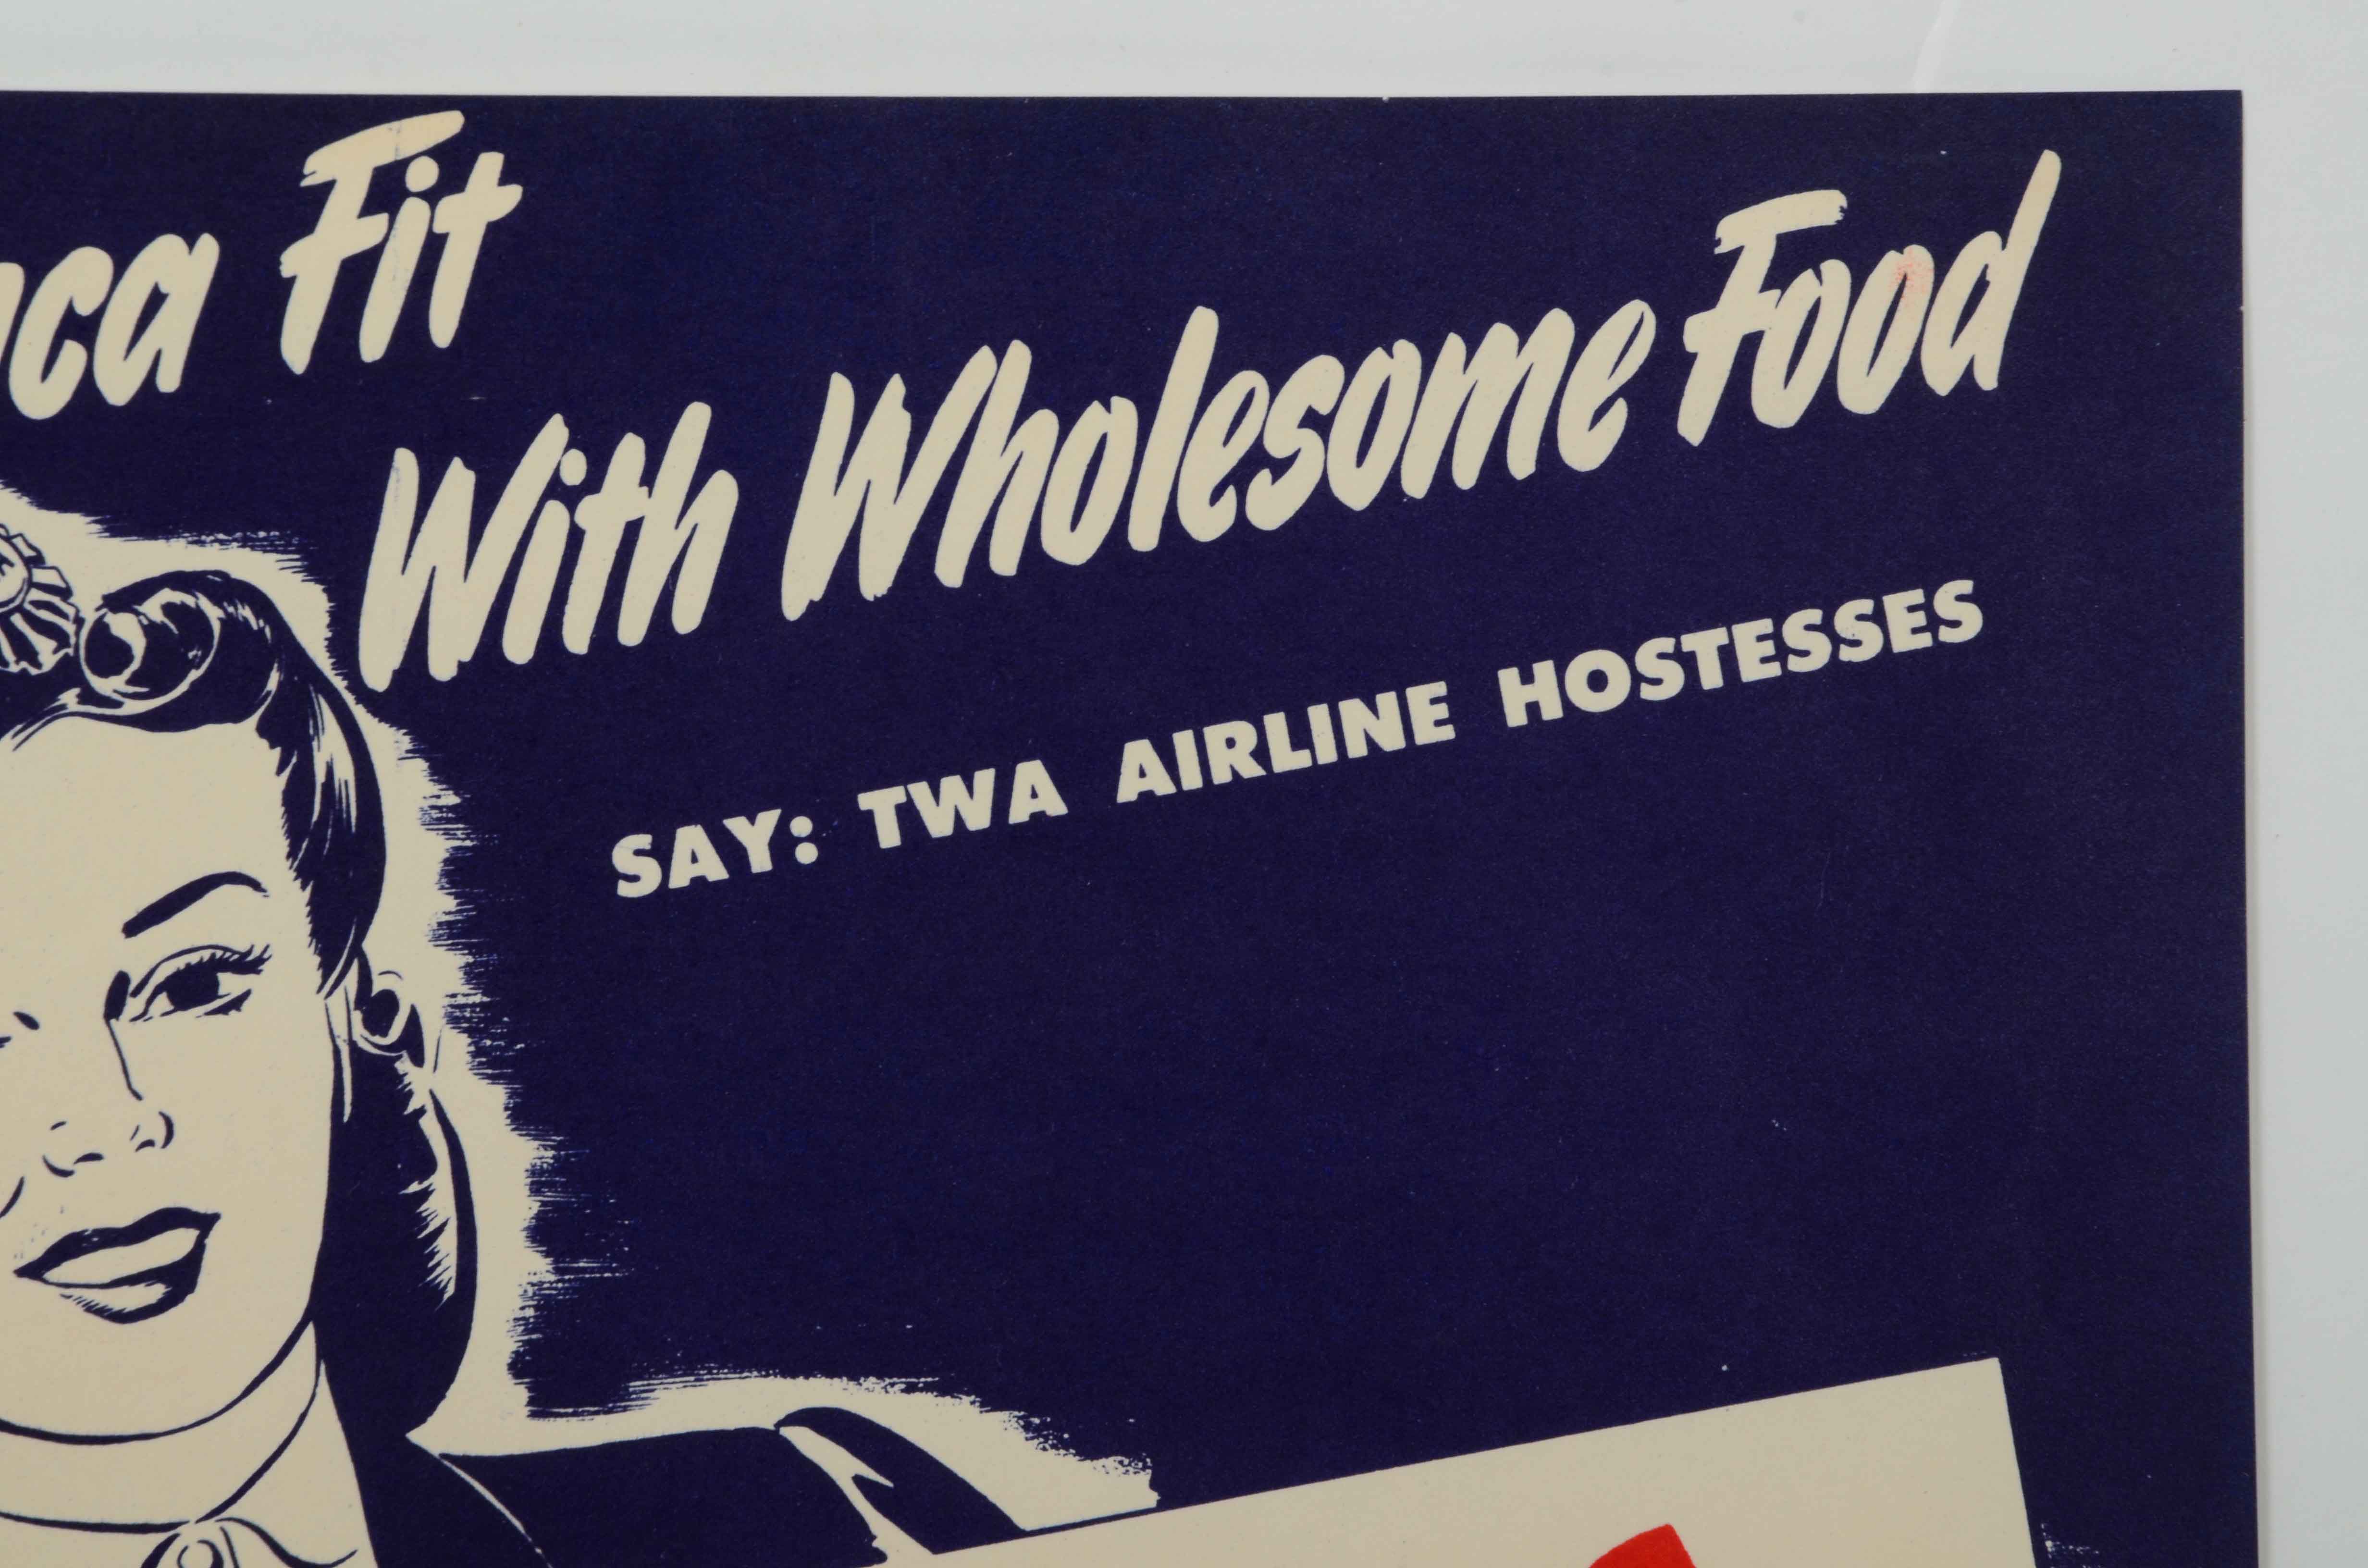 ca Fit
With Wholesome Food
SAY: TWA AIRLINE HOSTESSES